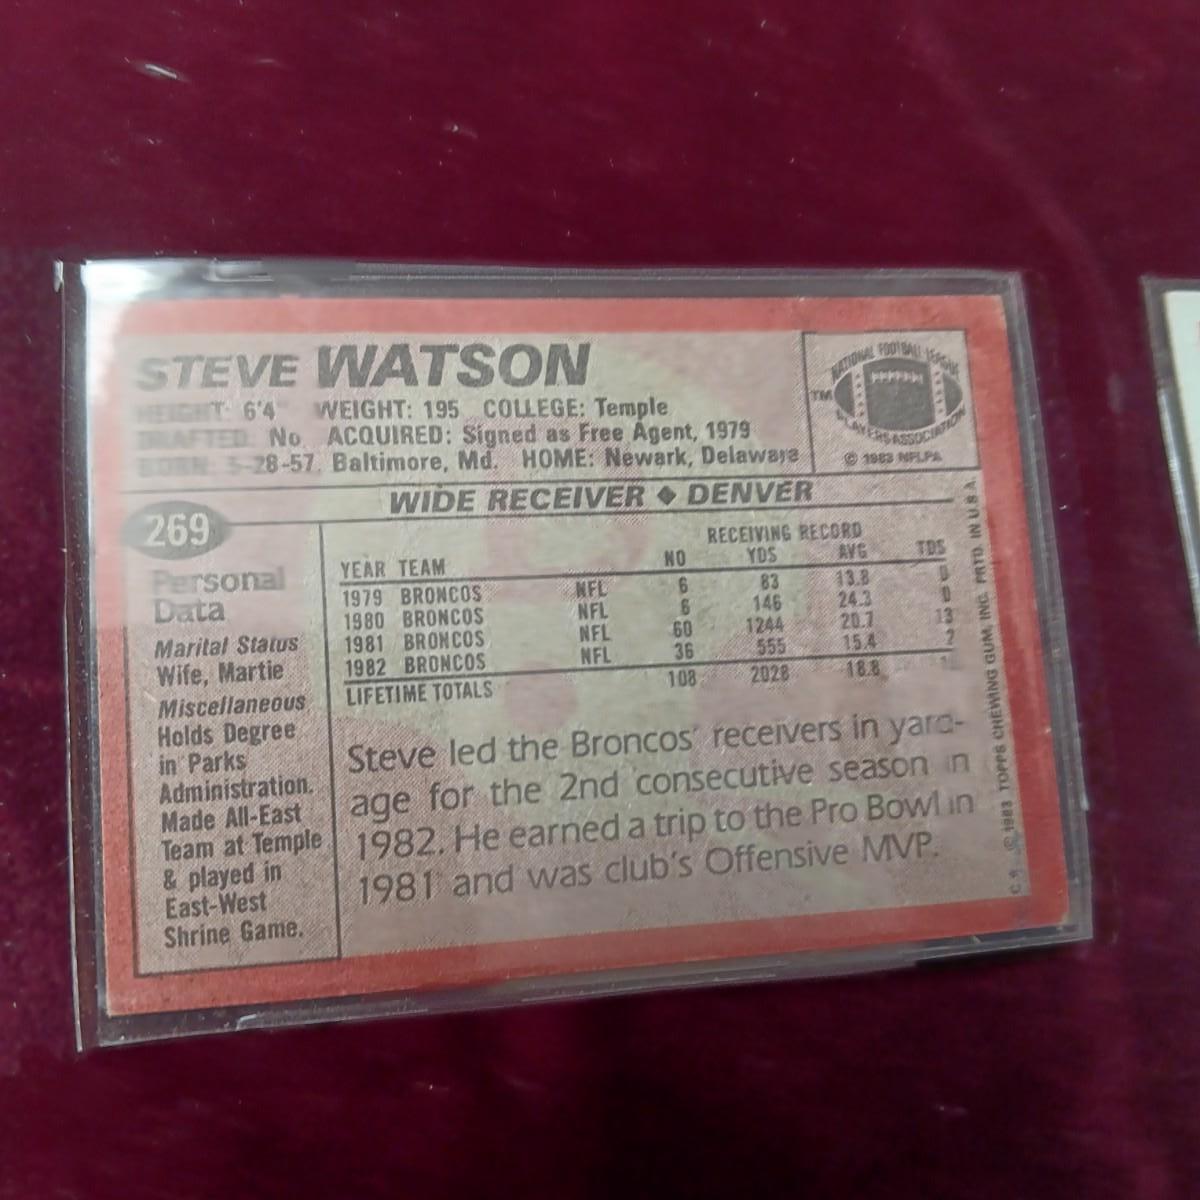 STEVE WATSON
HEIGHT: 6'4" WEIGHT: 195 COLLEGE: Temple
DRAFTED: No. ACQUIRED: Signed as Free Agent, 1979
BORN: 5-28-57, Baltimore, Md. HOME: Newark, Delaware
TM
NATIONAL FOOTBALL LEAGUE
PLAYERS ASSOCIATION
© 1983 NFLPA
WIDE RECEIVER ♦ DENVER
269
Personal
Data
Marital Status
Wife, Martie
Miscellaneous
Holds Degree
in Parks
Administration.
Made All-East
Team at Temple
& played in
East-West
Shrine Game.
RECEIVING RECORD
YEAR TEAM NO YDS AVG TDS
1979 BRONCOS NFL 6 83 13.8 0
1980 BRONCOS NFL 6 146 24.3 0
1981 BRONCOS NFL 60 1244 20.7 13
1982 BRONCOS NFL 36 555 15.4 2
LIFETIME TOTALS 108 2028 18.8
Steve led the Broncos' receivers in yard-
age for the 2nd consecutive season in
1982. He earned a trip to the Pro Bowl in
1981 and was club's Offensive MVP.
© 1983 TOPPS CHEWING GUM, INC. PRTD. IN U.S.A.